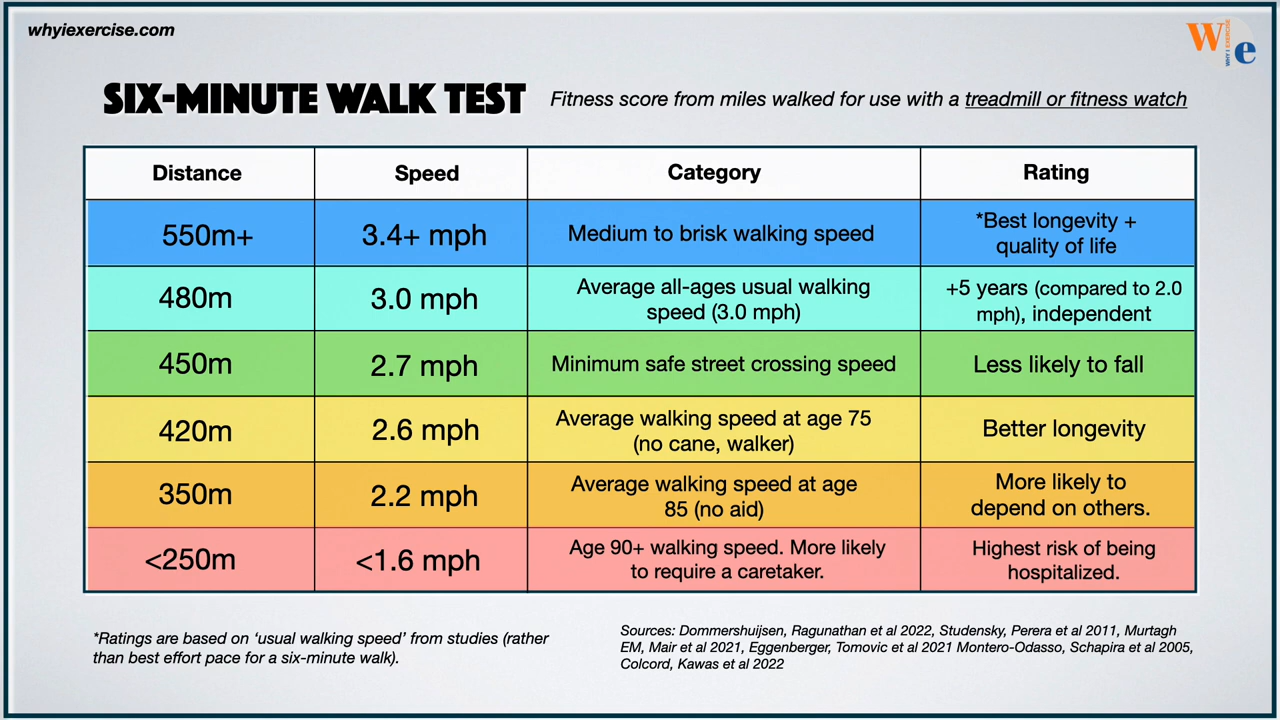 whyiexercise.com
W WHY I EXERCISE e
SIX-MINUTE WALK TEST
Fitness score from miles walked for use with a treadmill or fitness watch
Distance Speed Category Rating
550m+ 3.4+ mph Medium to brisk walking speed *Best longevity +
quality of life
480m 3.0 mph Average all-ages usual walking
speed (3.0 mph)
+5 years (compared to 2.0
mph), independent
450m 2.7 mph Minimum safe street crossing speed Less likely to fall
420m 2.6 mph Average walking speed at age 75
(no cane, walker)
Better longevity
350m 2.2 mph Average walking speed at age
85 (no aid)
More likely to
depend on others.
<250m <1.6 mph Age 90+ walking speed. More likely
to require a caretaker.
Highest risk of being
hospitalized.
*Ratings are based on ‘usual walking speed’ from studies (rather
than best effort pace for a six-minute walk).
Sources: Dommershuijsen, Ragunathan et al 2022, Studensky, Perera et al 2011, Murtagh
EM, Mair et al 2021, Eggenberger, Tomovic et al 2021 Montero-Odasso, Schapira et al 2005,
Colcord, Kawas et al 2022